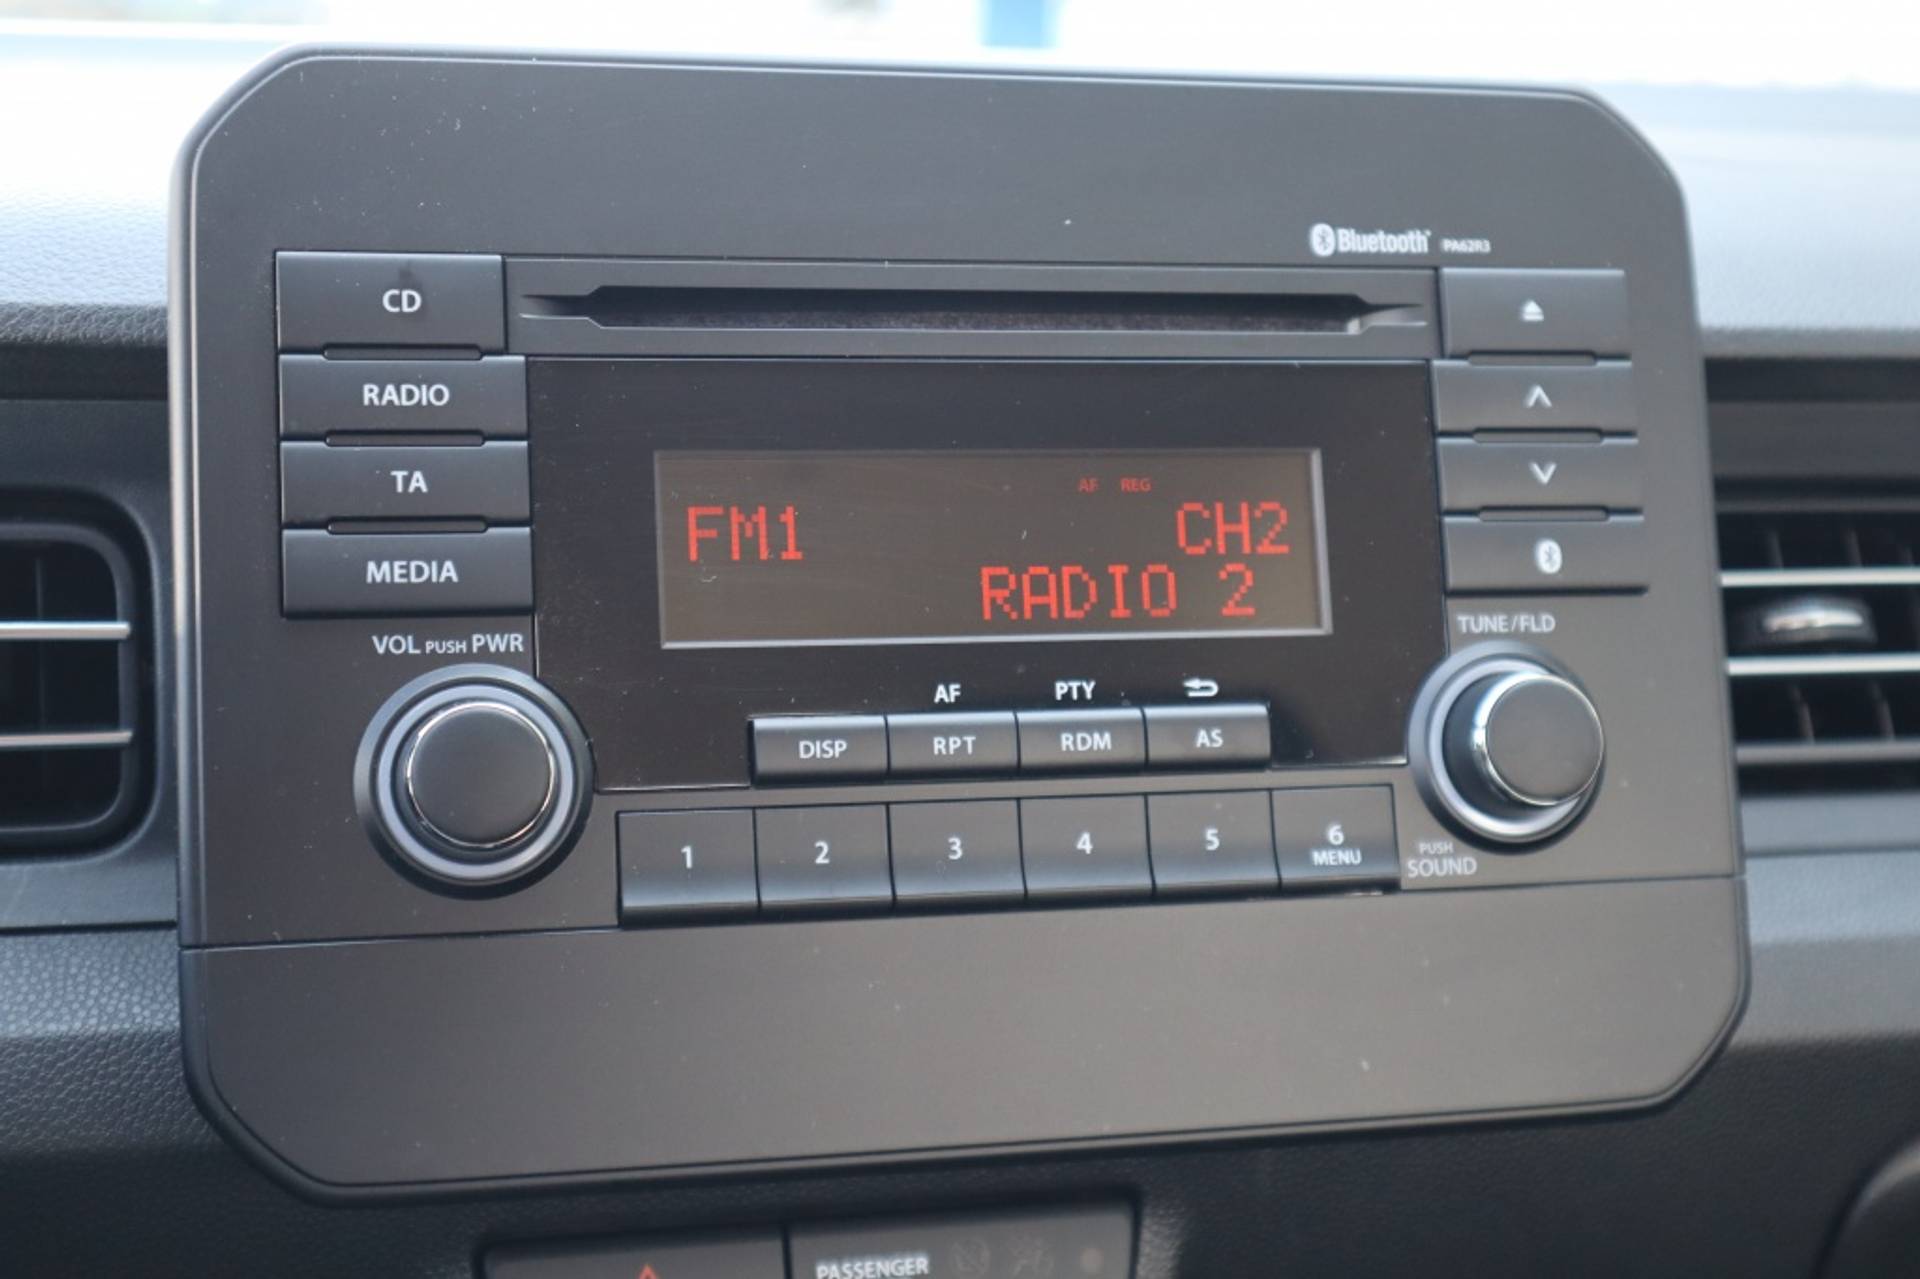 Bluetooth PA62R3
CD
RADIO
TA
MEDIA
AF REG
FM1 CH2
RADIO 2
VOL PUSH PWR
TUNE/FLD
AF PTY
DISP RPT RDM AS
1 2 3 4 5 6
MENU
PUSH
SOUND
PASSENGER